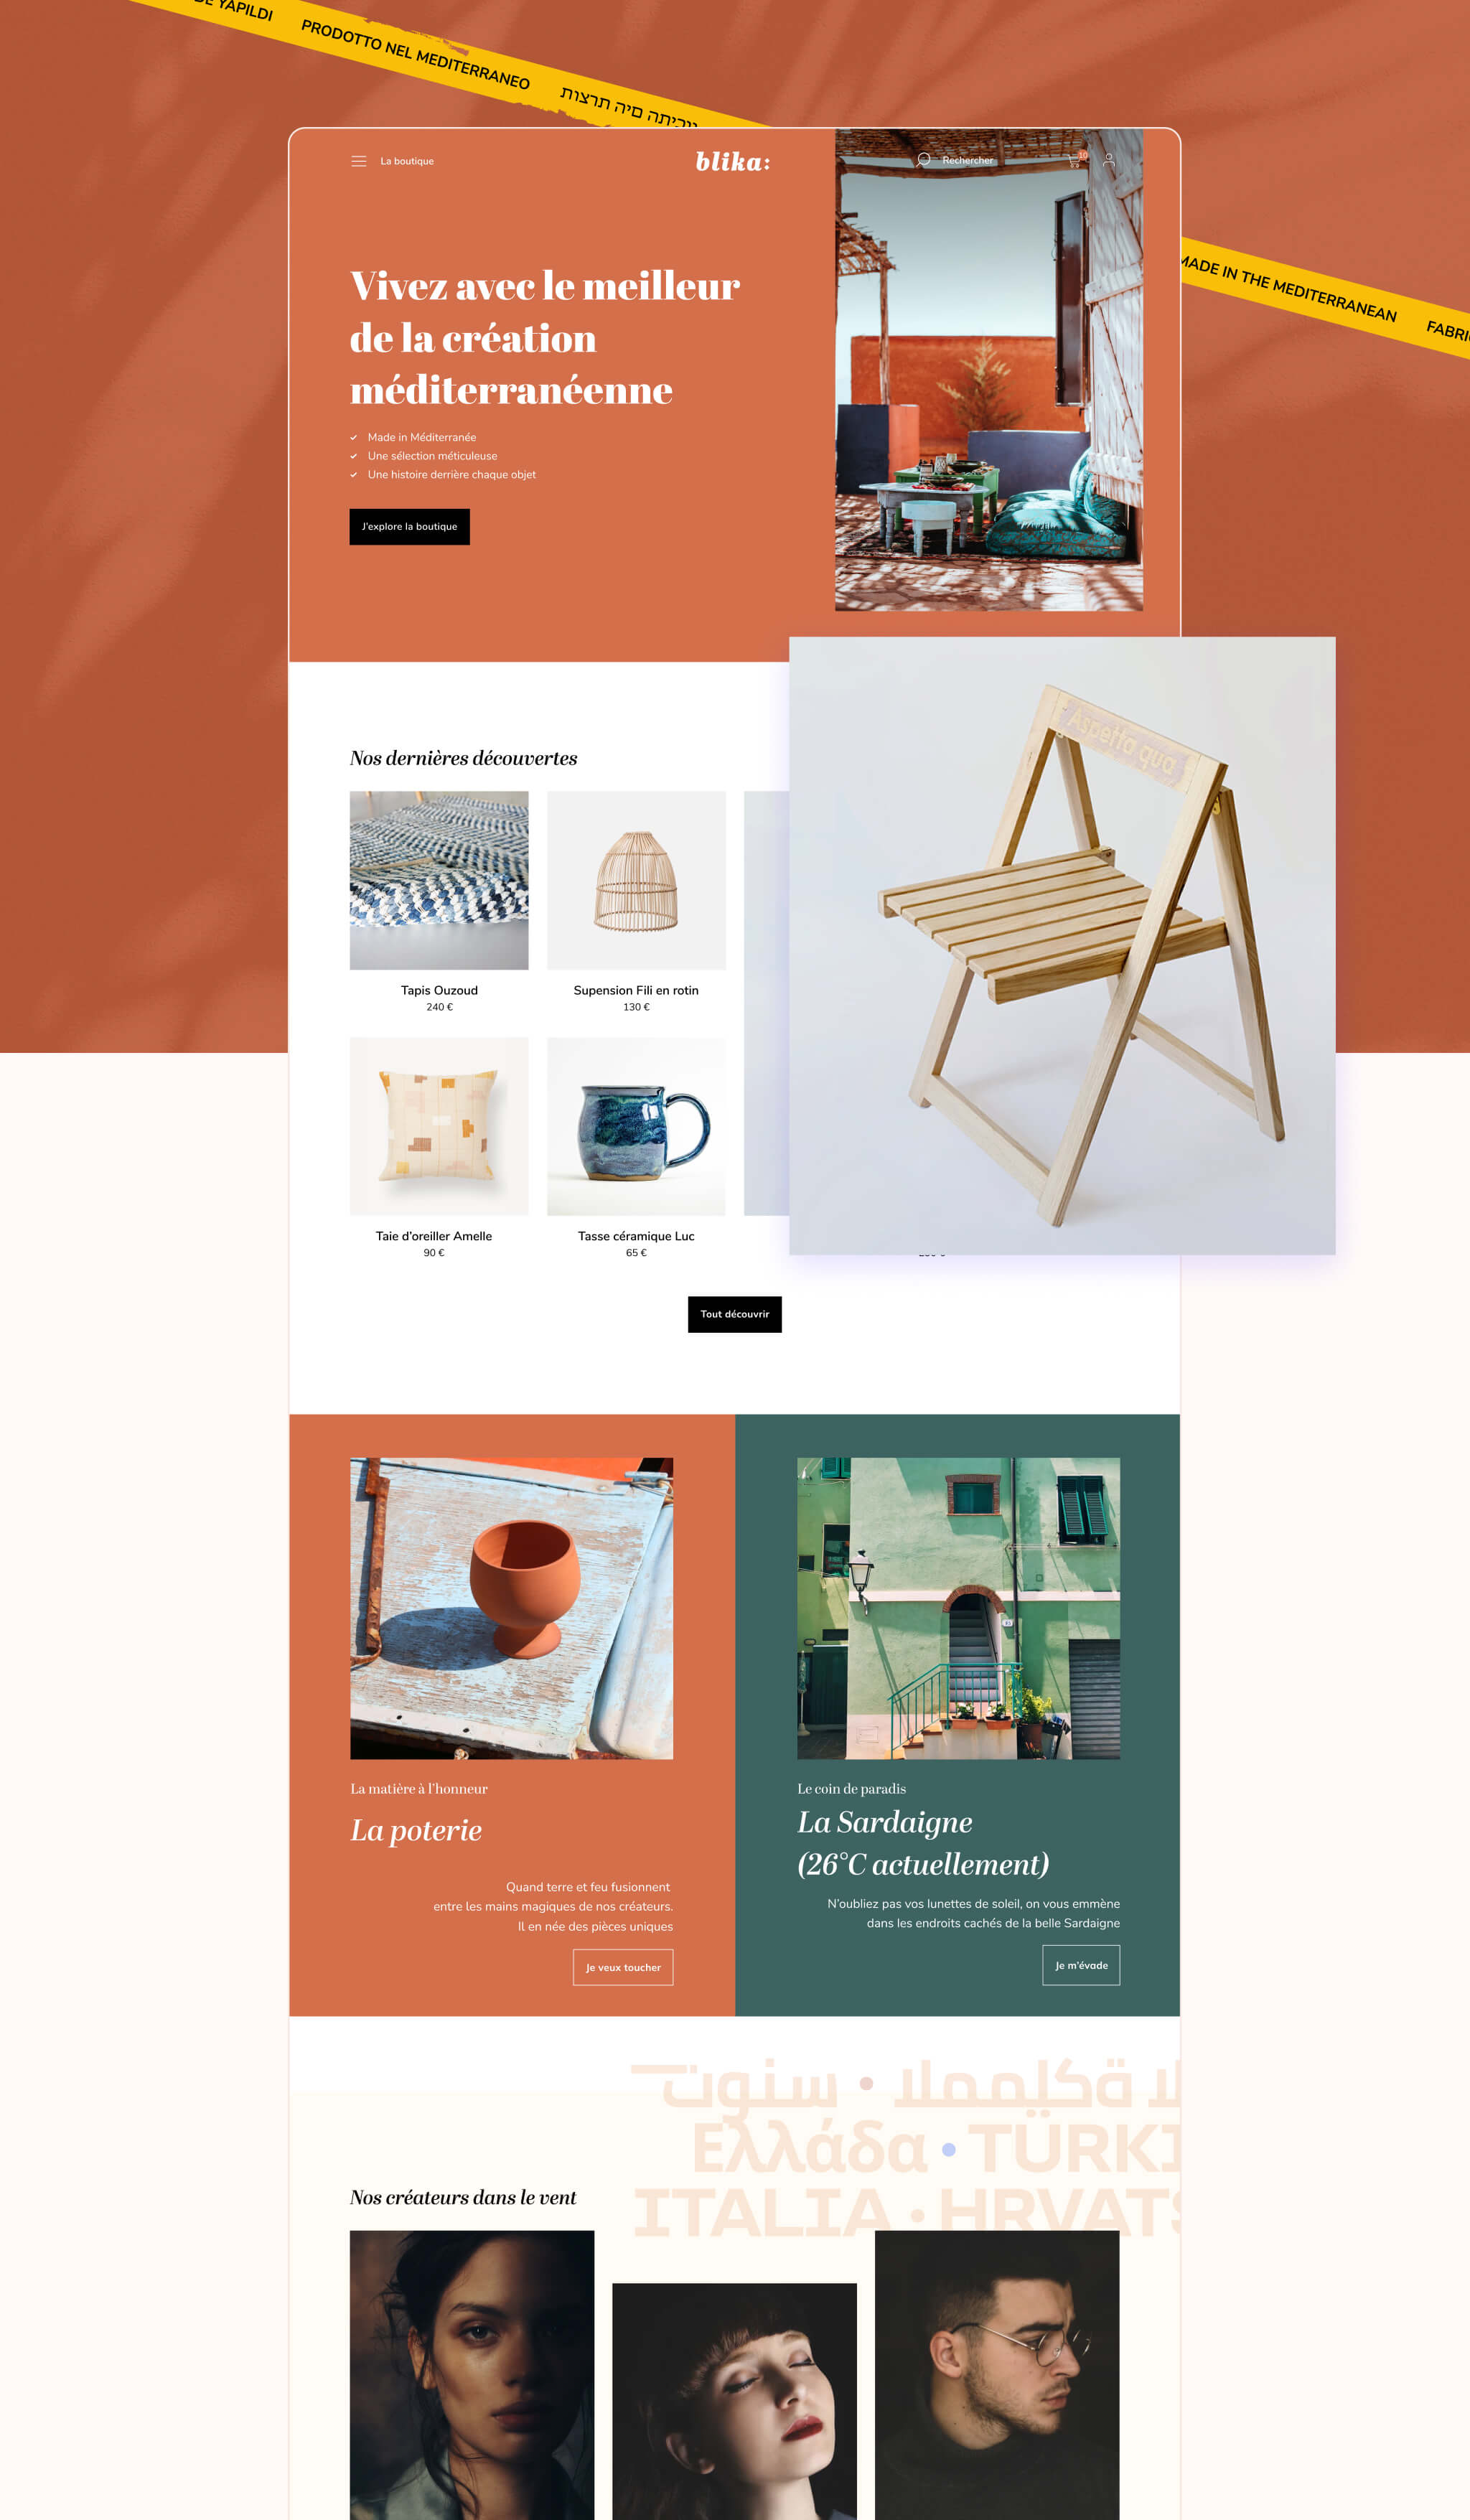 DE YAPILDI
PRODOTTO NEL MEDITERRANEO
תוצרת הים התיכון
MADE IN THE MEDITERRANEAN
La boutique
blika:
Rechercher
10
Vivez avec le meilleur
de la création
méditerranéenne
Made in Méditerranée
Une sélection méticuleuse
Une histoire derrière chaque objet
J'explore la boutique
Aspetto qua
Nos dernières découvertes
Tapis Ouzoud
240 €
Supension Fili en rotin
130 €
Taie d'oreiller Amelle
90 €
Tasse céramique Luc
65 €
Tout découvrir
La matière à l'honneur
La poterie
Quand terre et feu fusionnent
entre les mains magiques de nos créateurs.
Il en née des pièces uniques
Je veux toucher
Le coin de paradis
La Sardaigne
(26°C actuellement)
N'oubliez pas vos lunettes de soleil, on vous emmène
dans les endroits cachés de la belle Sardaigne
Je m'évade
Ελλάδα • TÜRKI
ITALIA • HRVATS
Nos créateurs dans le vent